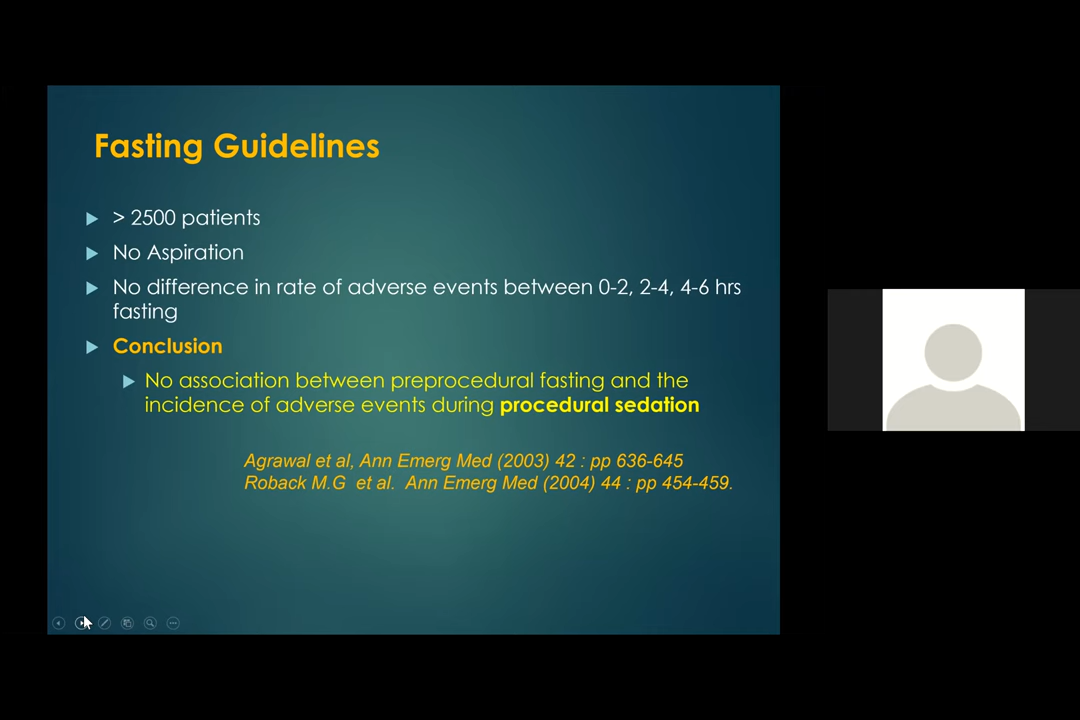 Fasting Guidelines
> 2500 patients
No Aspiration
No difference in rate of adverse events between 0-2, 2-4, 4-6 hrs
fasting
Conclusion
No association between preprocedural fasting and the
incidence of adverse events during procedural sedation
Agrawal et al, Ann Emerg Med (2003) 42 : pp 636-645
Roback M.G et al. Ann Emerg Med (2004) 44 : pp 454-459.